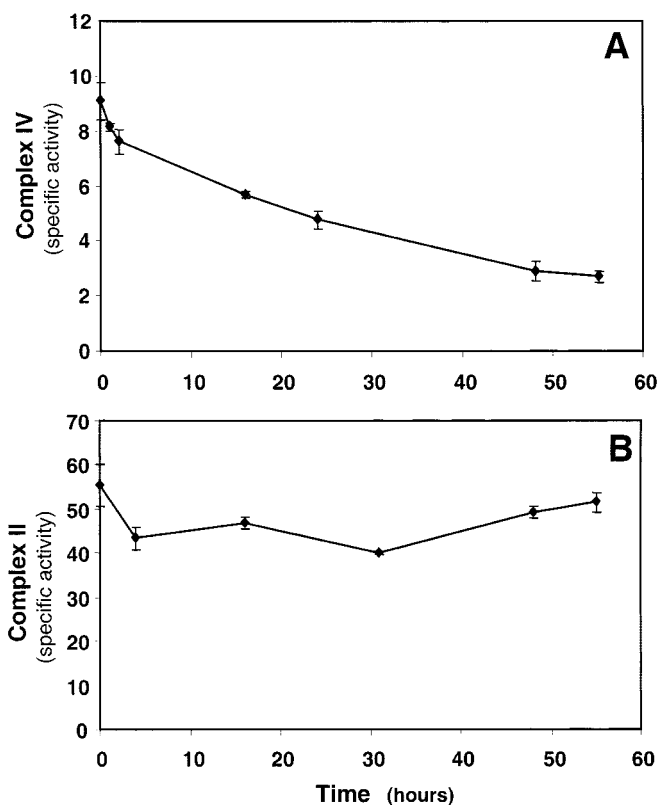 A
Complex IV
(specific activity)
12
10
8
6
4
2
0
0 10 20 30 40 50 60
B
Complex II
(specific activity)
70
60
50
40
30
20
10
0
0 10 20 30 40 50 60
Time (hours)